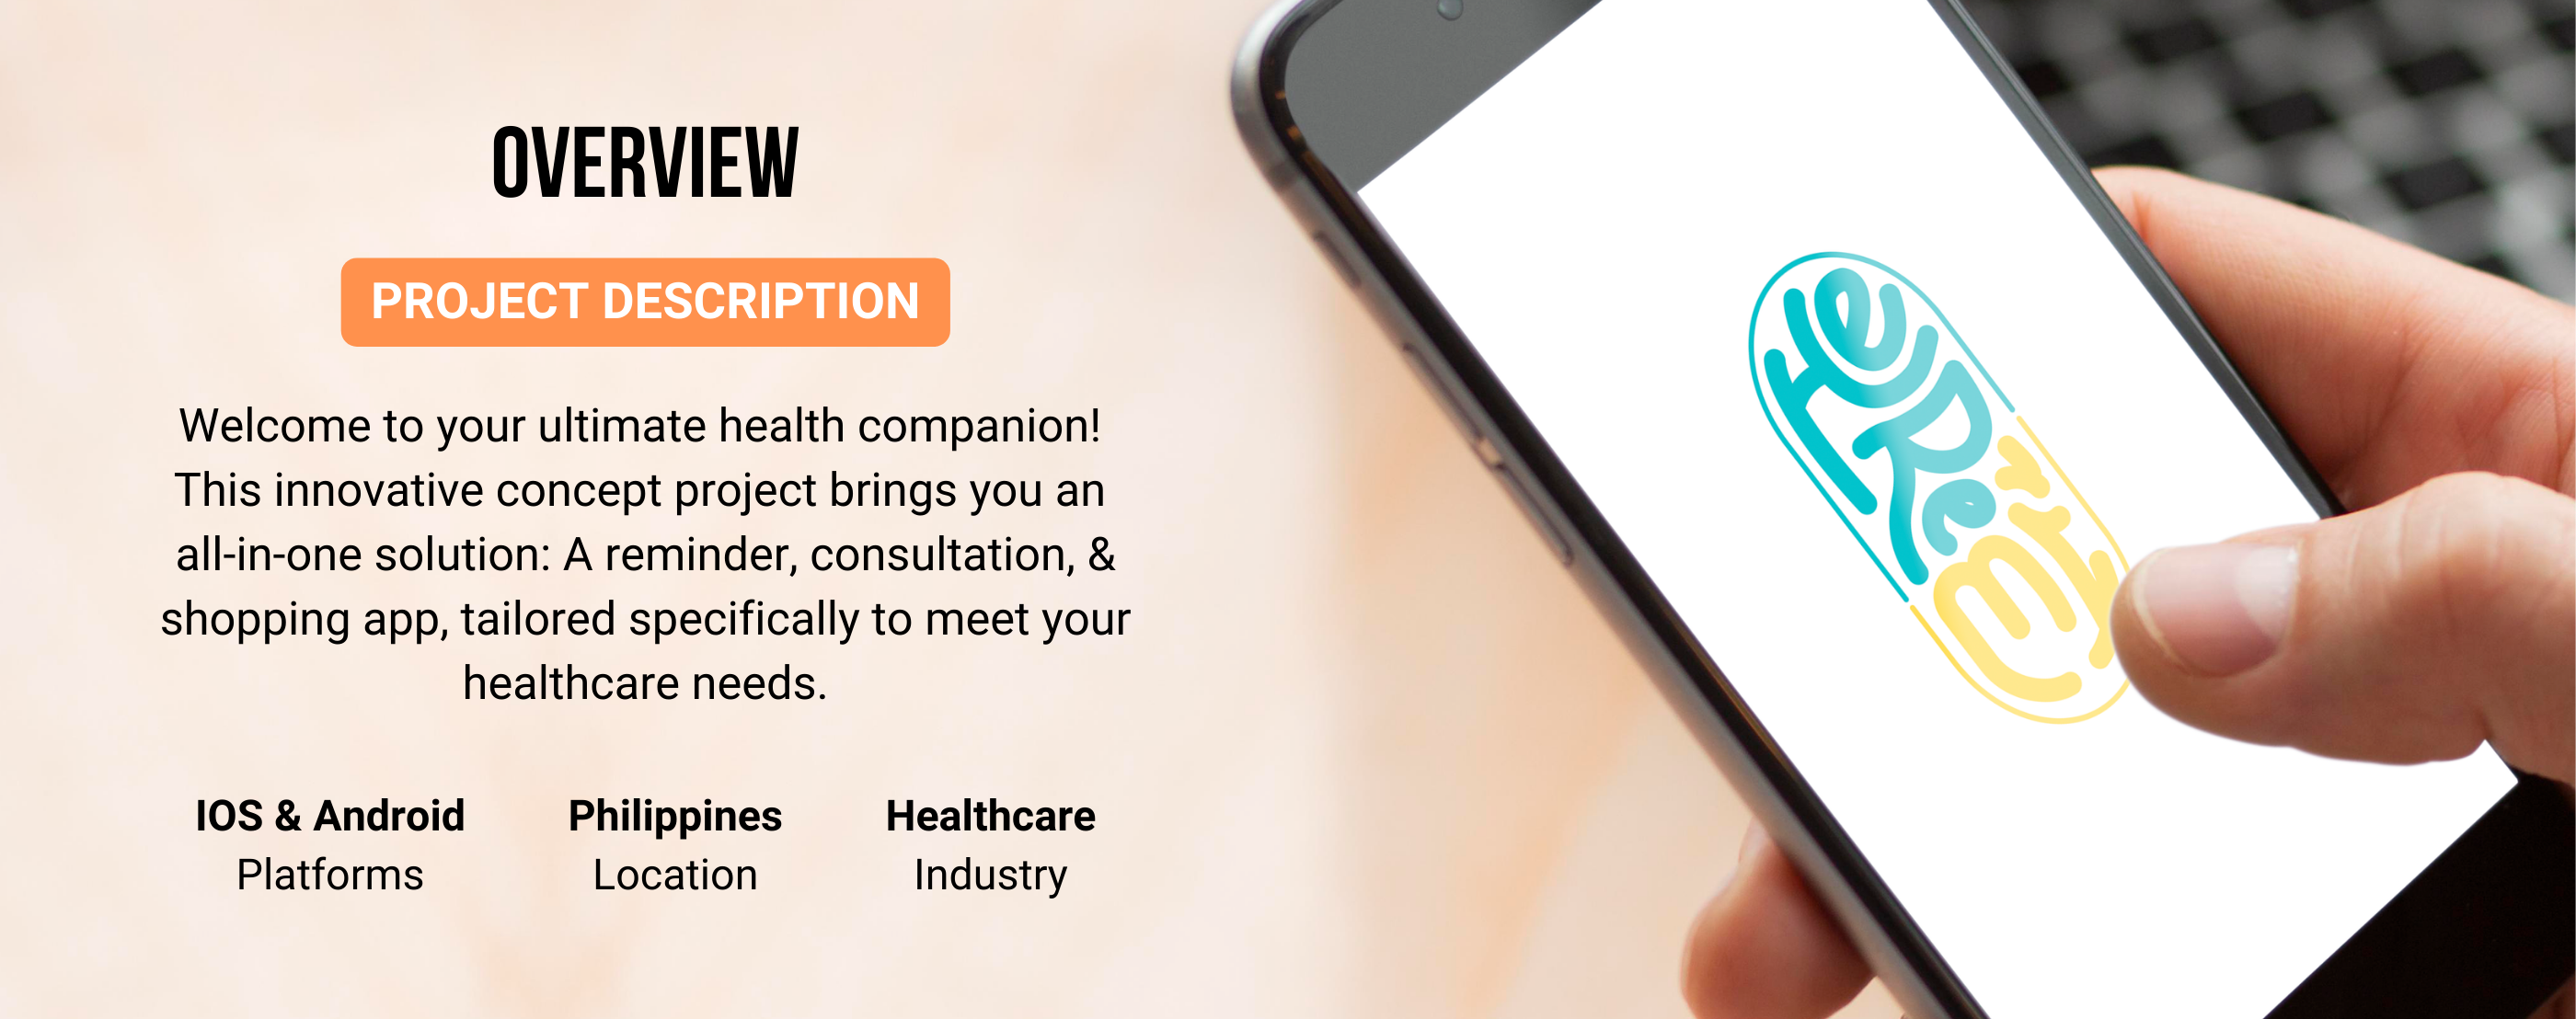 OVERVIEW
PROJECT DESCRIPTION
Welcome to your ultimate health companion!
This innovative concept project brings you an
all-in-one solution: A reminder, consultation, &
shopping app, tailored specifically to meet your
healthcare needs.
IOS & Android
Platforms
Philippines
Location
Healthcare
Industry